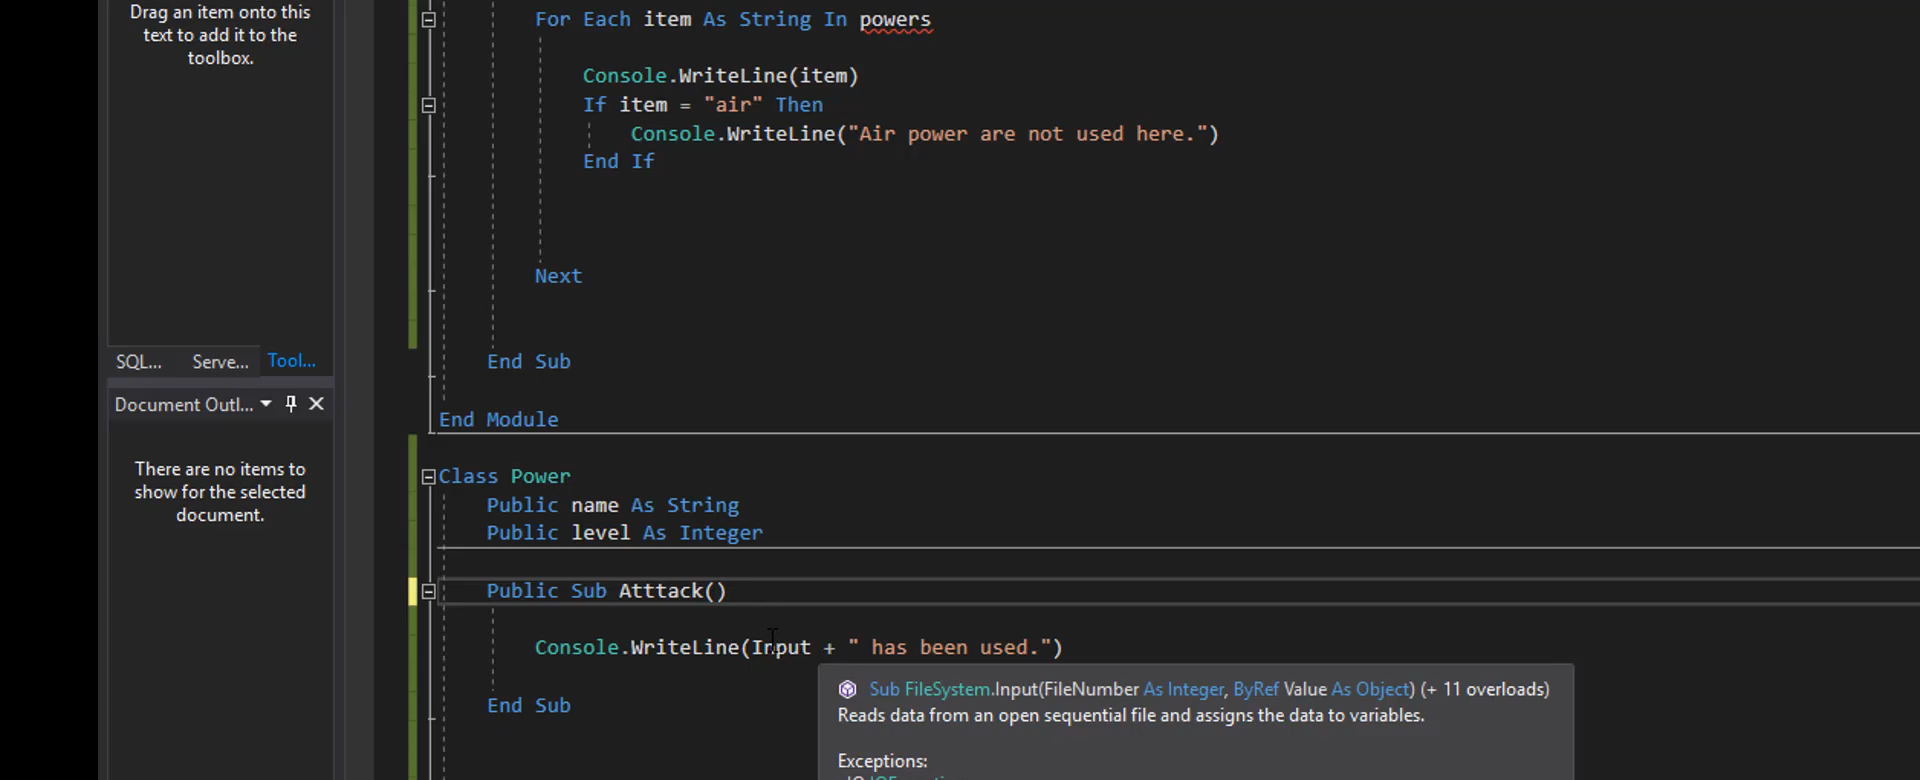 Drag an item onto this
text to add it to the
toolbox.
SQL...
Serve...
Tool...
Document Outl...
There are no items to
show for the selected
document.
For Each item As String In powers
Console.WriteLine(item)
If item = "air" Then
Console.WriteLine("Air power are not used here.")
End If
Next
End Sub
End Module
Class Power
Public name As String
Public level As Integer
Public Sub Atttack()
Console.WriteLine(Input + " has been used.")
Sub FileSystem.Input(FileNumber As Integer, ByRef Value As Object) (+ 11 overloads)
Reads data from an open sequential file and assigns the data to variables.
Exceptions:
End Sub